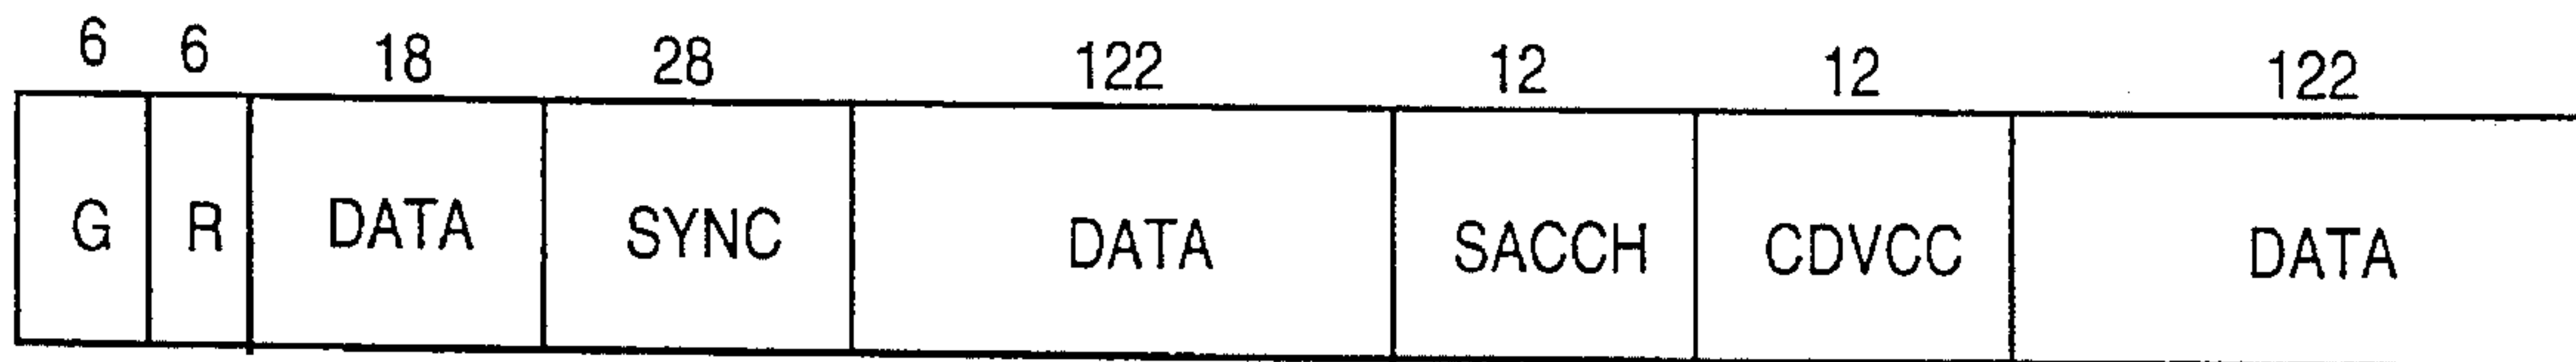 6 6 18 28 122 12 12 122
G R DATA SYNC DATA SACCH CDVCC DATA